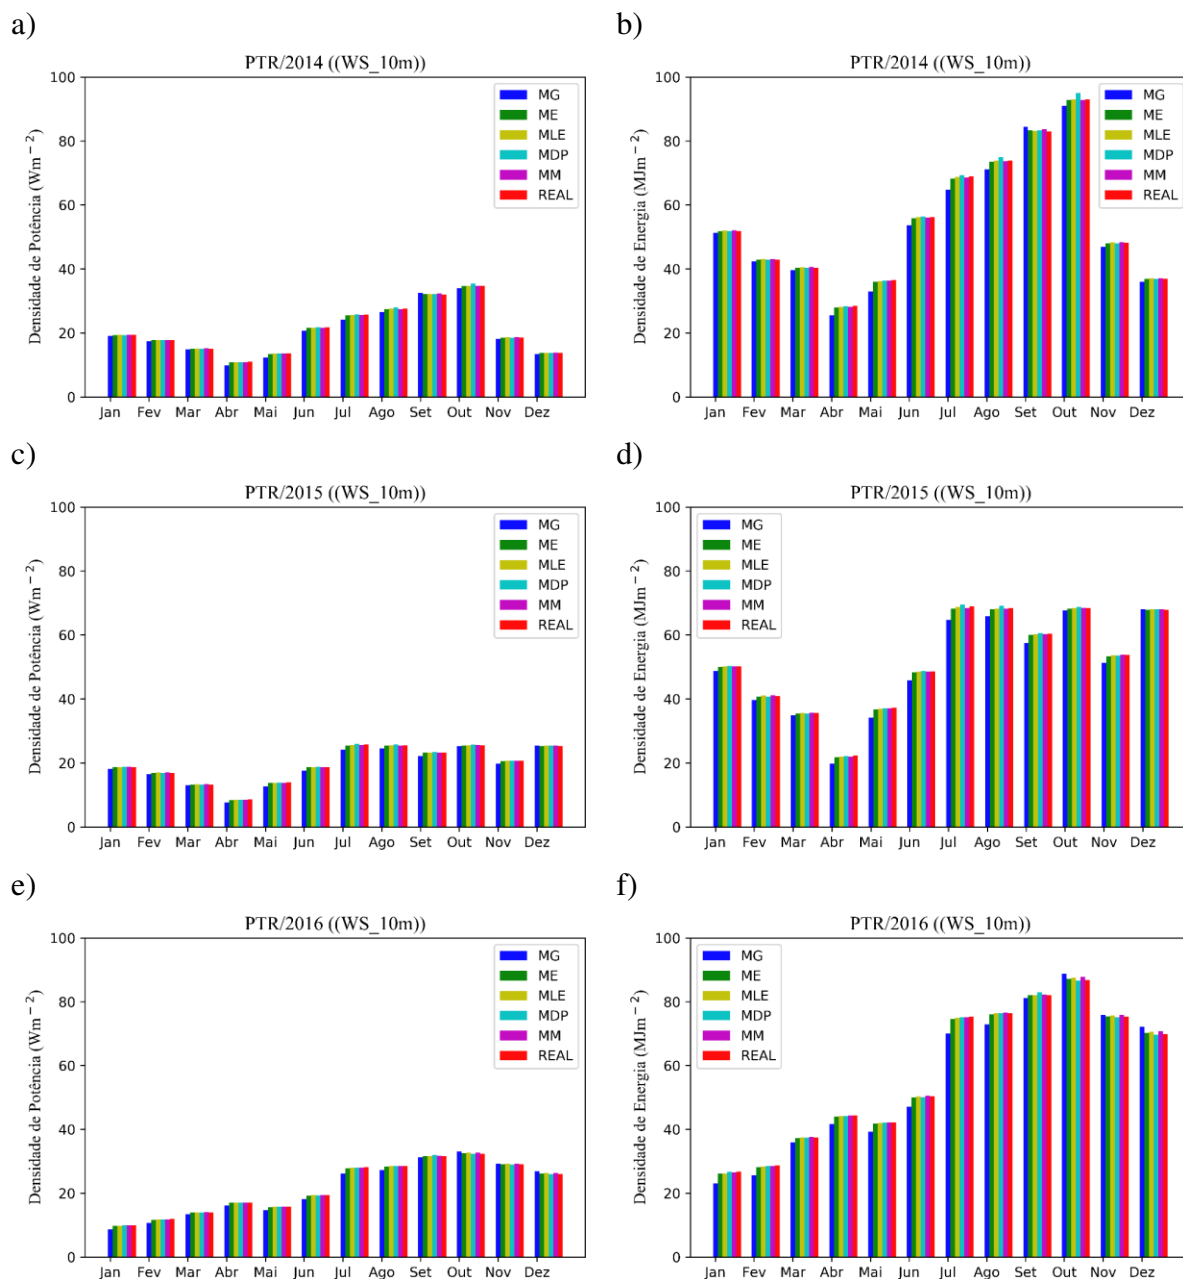 a)
PTR/2014 ((WS_10m))
Densidade de Potência (Wm−2)
100
80
60
40
20
0
Jan Fev Mar Abr Mai Jun Jul Ago Set Out Nov Dez
MG
ME
MLE
MDP
MM
REAL
b)
PTR/2014 ((WS_10m))
Densidade de Energia (MJm−2)
100
80
60
40
20
0
Jan Fev Mar Abr Mai Jun Jul Ago Set Out Nov Dez
MG
ME
MLE
MDP
MM
REAL
c)
PTR/2015 ((WS_10m))
Densidade de Potência (Wm−2)
100
80
60
40
20
0
Jan Fev Mar Abr Mai Jun Jul Ago Set Out Nov Dez
MG
ME
MLE
MDP
MM
REAL
d)
PTR/2015 ((WS_10m))
Densidade de Energia (MJm−2)
100
80
60
40
20
0
Jan Fev Mar Abr Mai Jun Jul Ago Set Out Nov Dez
MG
ME
MLE
MDP
MM
REAL
e)
PTR/2016 ((WS_10m))
Densidade de Potência (Wm−2)
100
80
60
40
20
0
Jan Fev Mar Abr Mai Jun Jul Ago Set Out Nov Dez
MG
ME
MLE
MDP
MM
REAL
f)
PTR/2016 ((WS_10m))
Densidade de Energia (MJm−2)
100
80
60
40
20
0
Jan Fev Mar Abr Mai Jun Jul Ago Set Out Nov Dez
MG
ME
MLE
MDP
MM
REAL